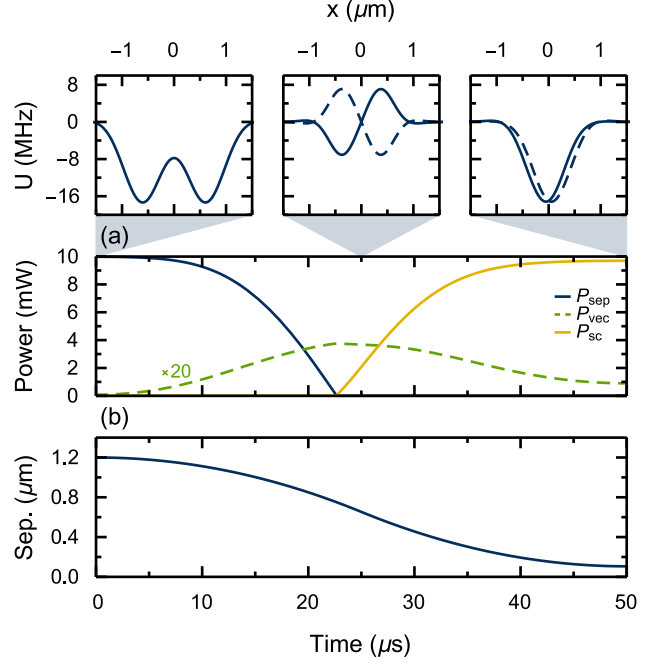 x (μm)
−1 0 1 −1 0 1 −1 0 1
8
0
−8
−16
U (MHz)
(a)
10
8
6
4
2
0
Power (mW)
×20
P_sep
P_vec
P_sc
(b)
1.2
0.8
0.4
0.0
Sep. (μm)
0 10 20 30 40 50
Time (μs)